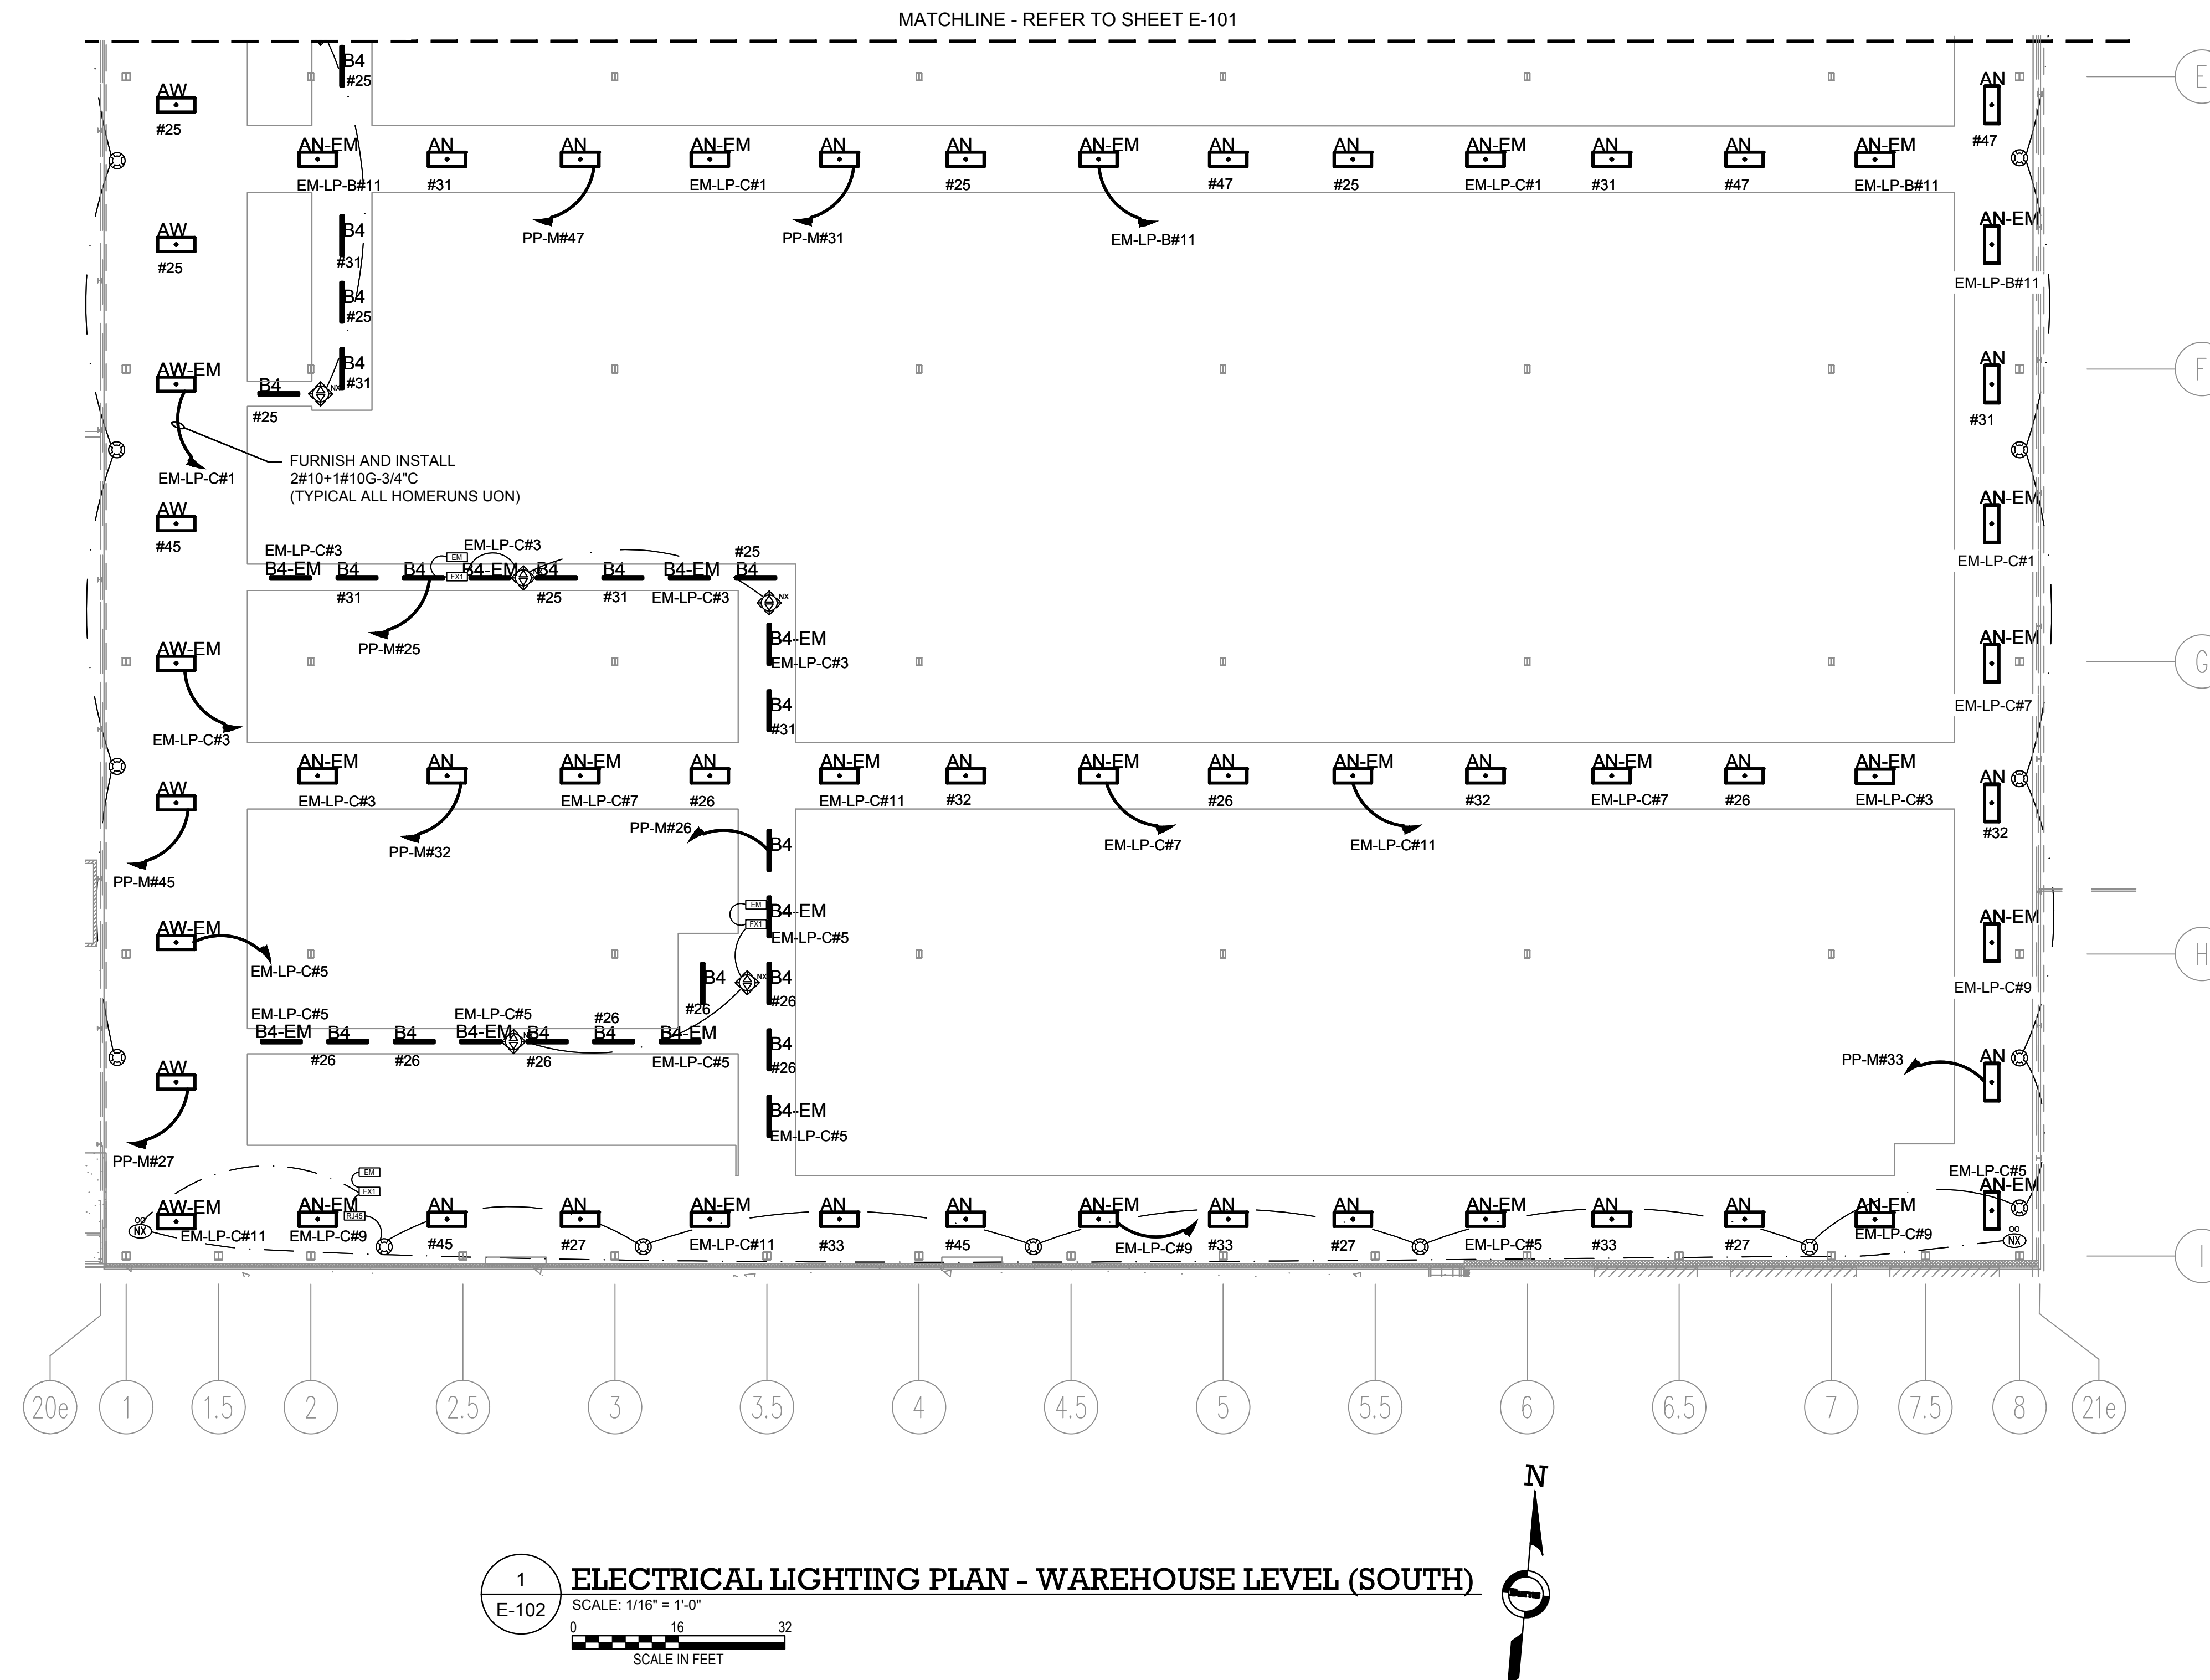 MATCHLINE - REFER TO SHEET E-101
B4
#25
AW
#25
AN
#47
E
AN-EM
EM-LP-B#11
AN
#31
AN
PP-M#47
AN-EM
EM-LP-C#1
AN
PP-M#31
AN
#25
AN-EM
EM-LP-B#11
AN
#47
AN
#25
AN-EM
EM-LP-C#1
AN
#31
AN
#47
AN-EM
EM-LP-B#11
AW
#25
B4
#31
B4
#25
B4
#31
AN-EM
EM-LP-B#11
AW-EM
EM-LP-C#1
B4
#25
NX
AN
#31
F
FURNISH AND INSTALL
2#10+1#10G-3/4"C
(TYPICAL ALL HOMERUNS UON)
AW
#45
AN-EM
EM-LP-C#1
EM-LP-C#3
B4-EM
B4
#31
B4
PP-M#25
EM
FX1
EM-LP-C#3
B4-EM
B4
#25
B4
#31
B4-EM
EM-LP-C#3
#25
B4
NX
B4-EM
EM-LP-C#3
B4
#31
AW-EM
EM-LP-C#3
AN-EM
EM-LP-C#7
G
AN-EM
EM-LP-C#3
AN
PP-M#32
AN-EM
EM-LP-C#7
AN
#26
AN-EM
EM-LP-C#11
AN
#32
AN-EM
EM-LP-C#7
AN
#26
AN-EM
EM-LP-C#11
AN
#32
AN-EM
EM-LP-C#7
AN
#26
AN-EM
EM-LP-C#3
AN
#32
AW
PP-M#45
PP-M#26
B4
EM
FX1
B4-EM
EM-LP-C#5
AW-EM
EM-LP-C#5
B4
#26
NX
B4
#26
AN-EM
EM-LP-C#9
H
EM-LP-C#5
B4-EM
B4
#26
B4
#26
EM-LP-C#5
B4-EM
B4
#26
#26
B4
B4-EM
EM-LP-C#5
B4
#26
B4-EM
EM-LP-C#5
AW
PP-M#27
PP-M#33
AN
EM
FX1
RJ45
NX
AW-EM
EM-LP-C#11
AN-EM
EM-LP-C#9
AN
#45
AN
#27
AN-EM
EM-LP-C#11
AN
#33
AN
#45
AN-EM
EM-LP-C#9
AN
#33
AN
#27
AN-EM
EM-LP-C#5
AN
#33
AN
#27
AN-EM
EM-LP-C#9
EM-LP-C#5
AN-EM
NX
I
20e 1 1.5 2 2.5 3 3.5 4 4.5 5 5.5 6 6.5 7 7.5 8 21e
N
Burns
1
E-102
ELECTRICAL LIGHTING PLAN - WAREHOUSE LEVEL (SOUTH)
SCALE: 1/16" = 1'-0"
0 16 32
SCALE IN FEET